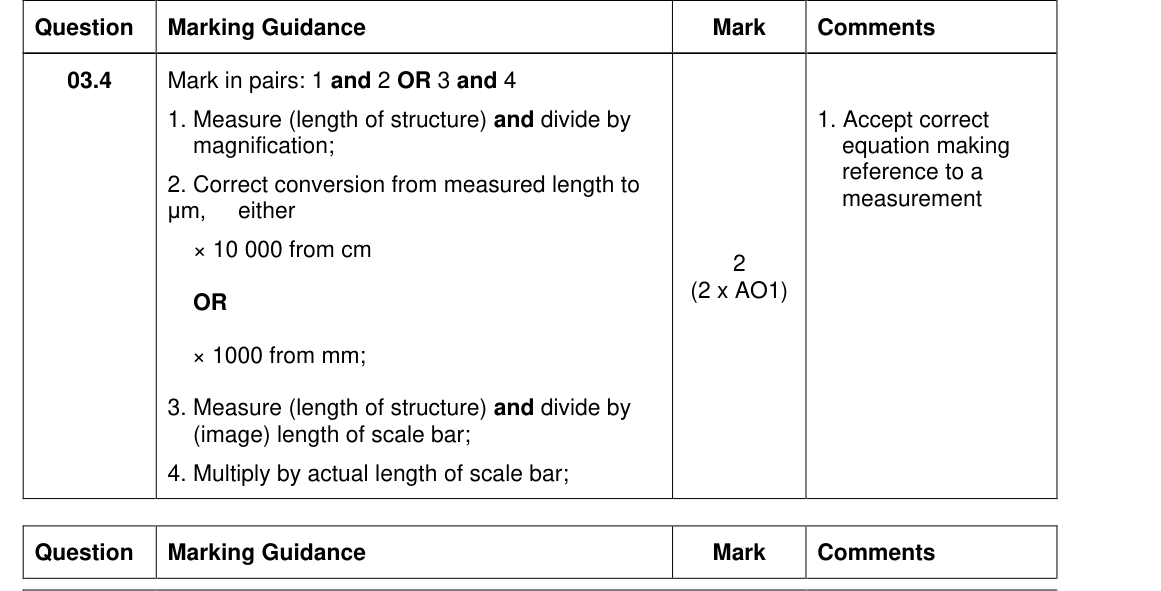 Question Marking Guidance Mark Comments
03.4
Mark in pairs: 1 and 2 OR 3 and 4
1. Measure (length of structure) and divide by
magnification;
2. Correct conversion from measured length to
µm, either
× 10 000 from cm
OR
× 1000 from mm;
3. Measure (length of structure) and divide by
(image) length of scale bar;
4. Multiply by actual length of scale bar;
2
(2 x AO1)
1. Accept correct
equation making
reference to a
measurement
Question Marking Guidance Mark Comments